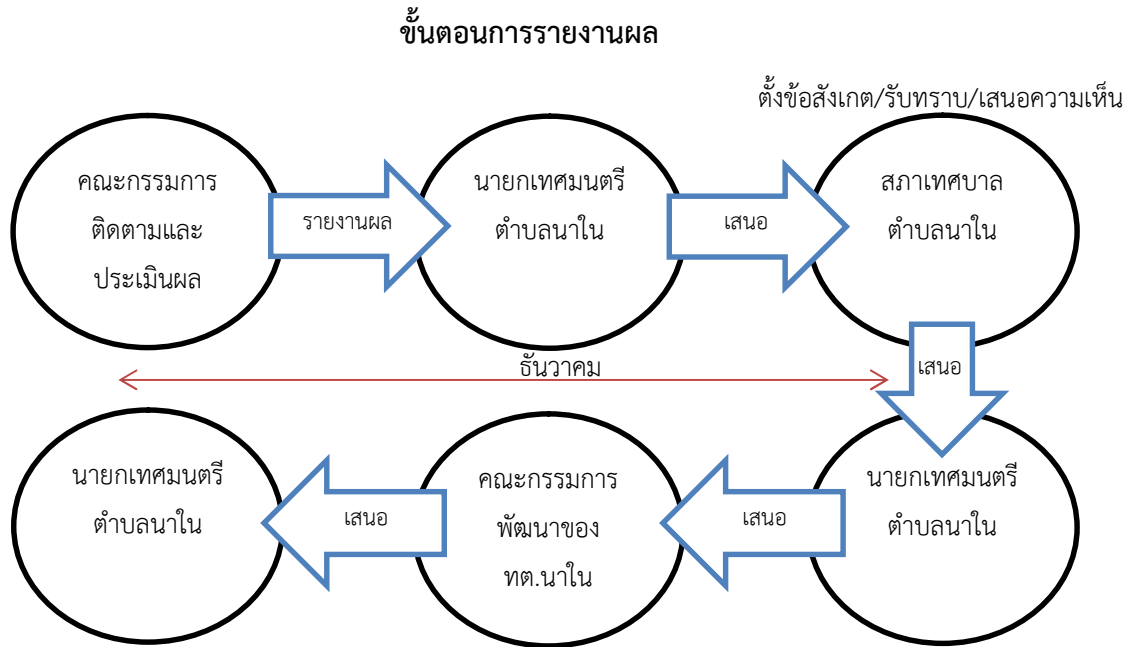 ขั้นตอนการรายงานผล
ตั้งข้อสังเกต/รับทราบ/เสนอความเห็น
คณะกรรมการ
ติดตามและ
ประเมินผล
รายงานผล
นายกเทศมนตรี
ตำบลนาใน
เสนอ
สภาเทศบาล
ตำบลนาใน
เสนอ
ธันวาคม
นายกเทศมนตรี
ตำบลนาใน
เสนอ
คณะกรรมการ
พัฒนาของ
ทต.นาใน
เสนอ
นายกเทศมนตรี
ตำบลนาใน